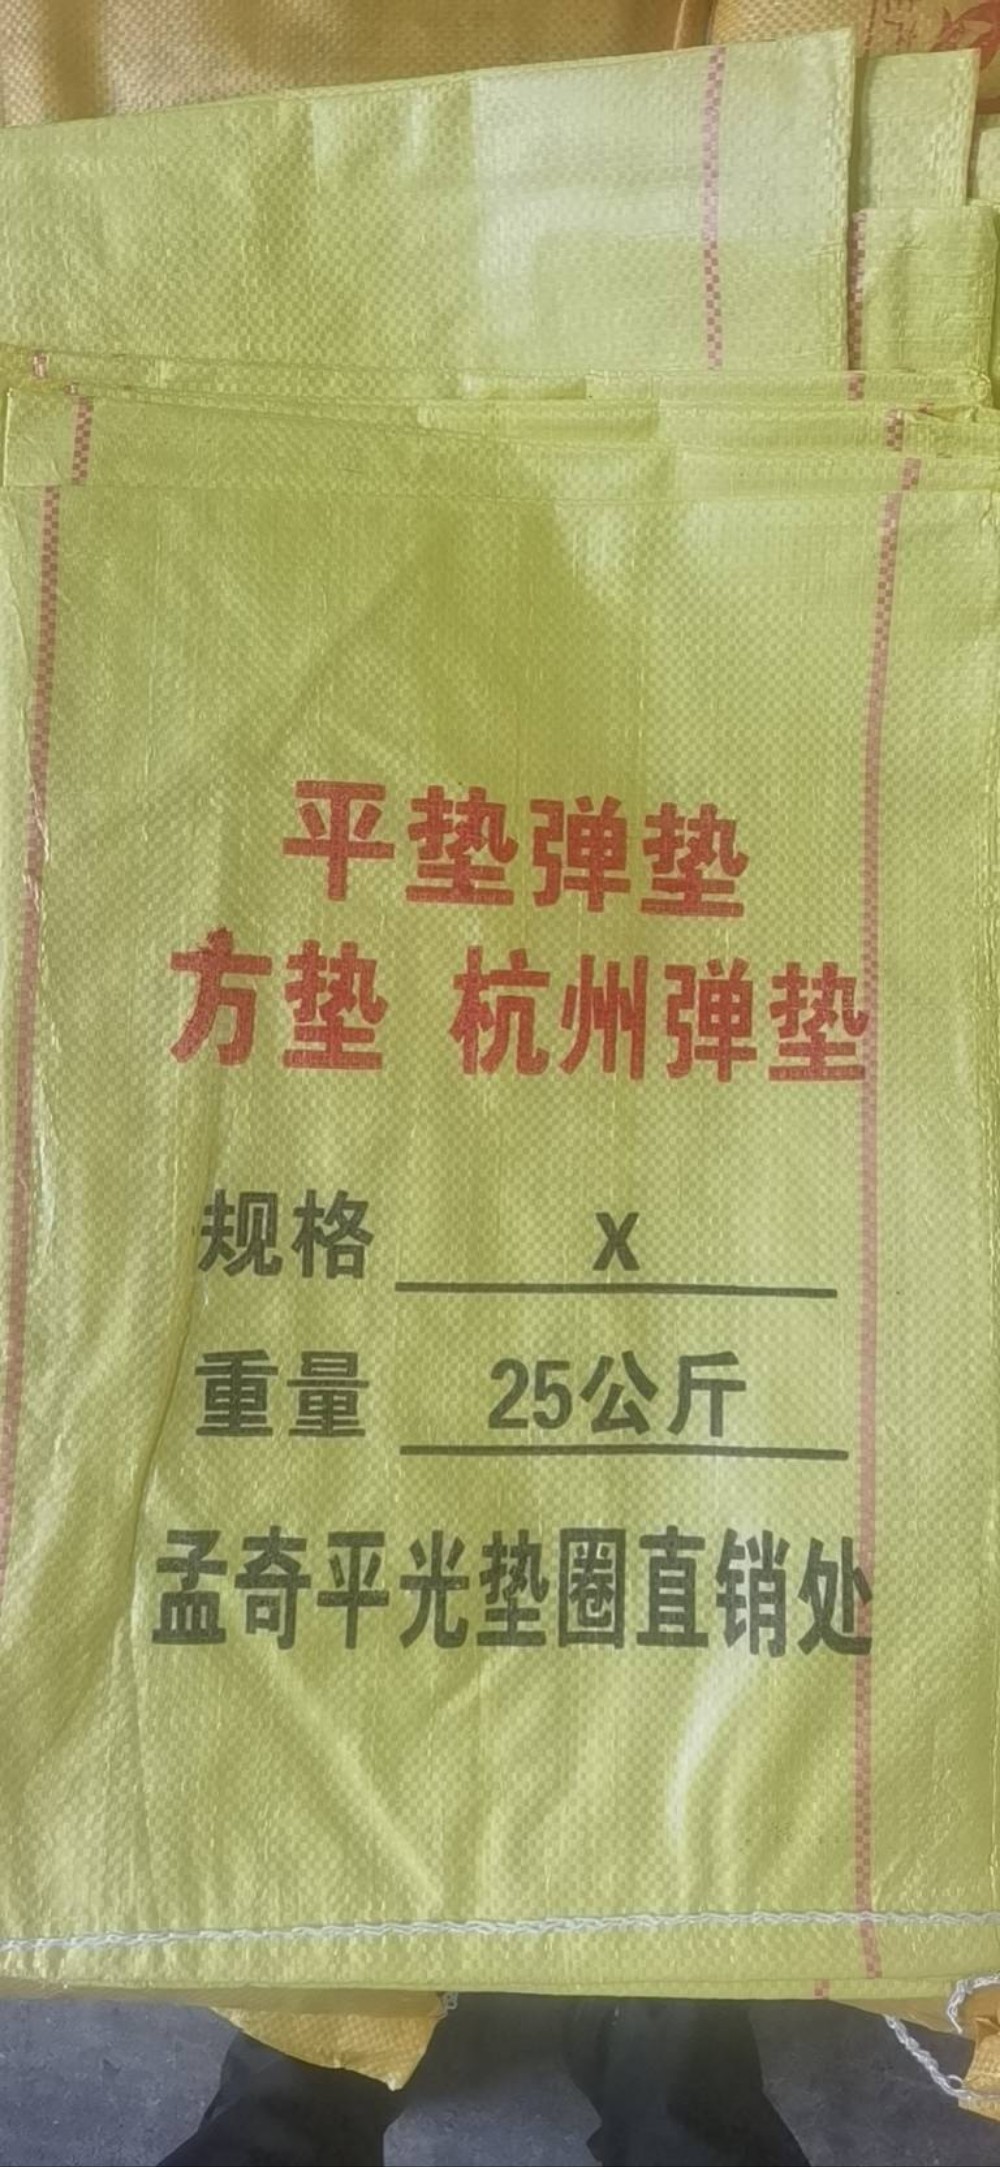 平垫弹垫
方垫 杭州弹垫
规格 X
重量 25公斤
孟奇平光垫圈直销处